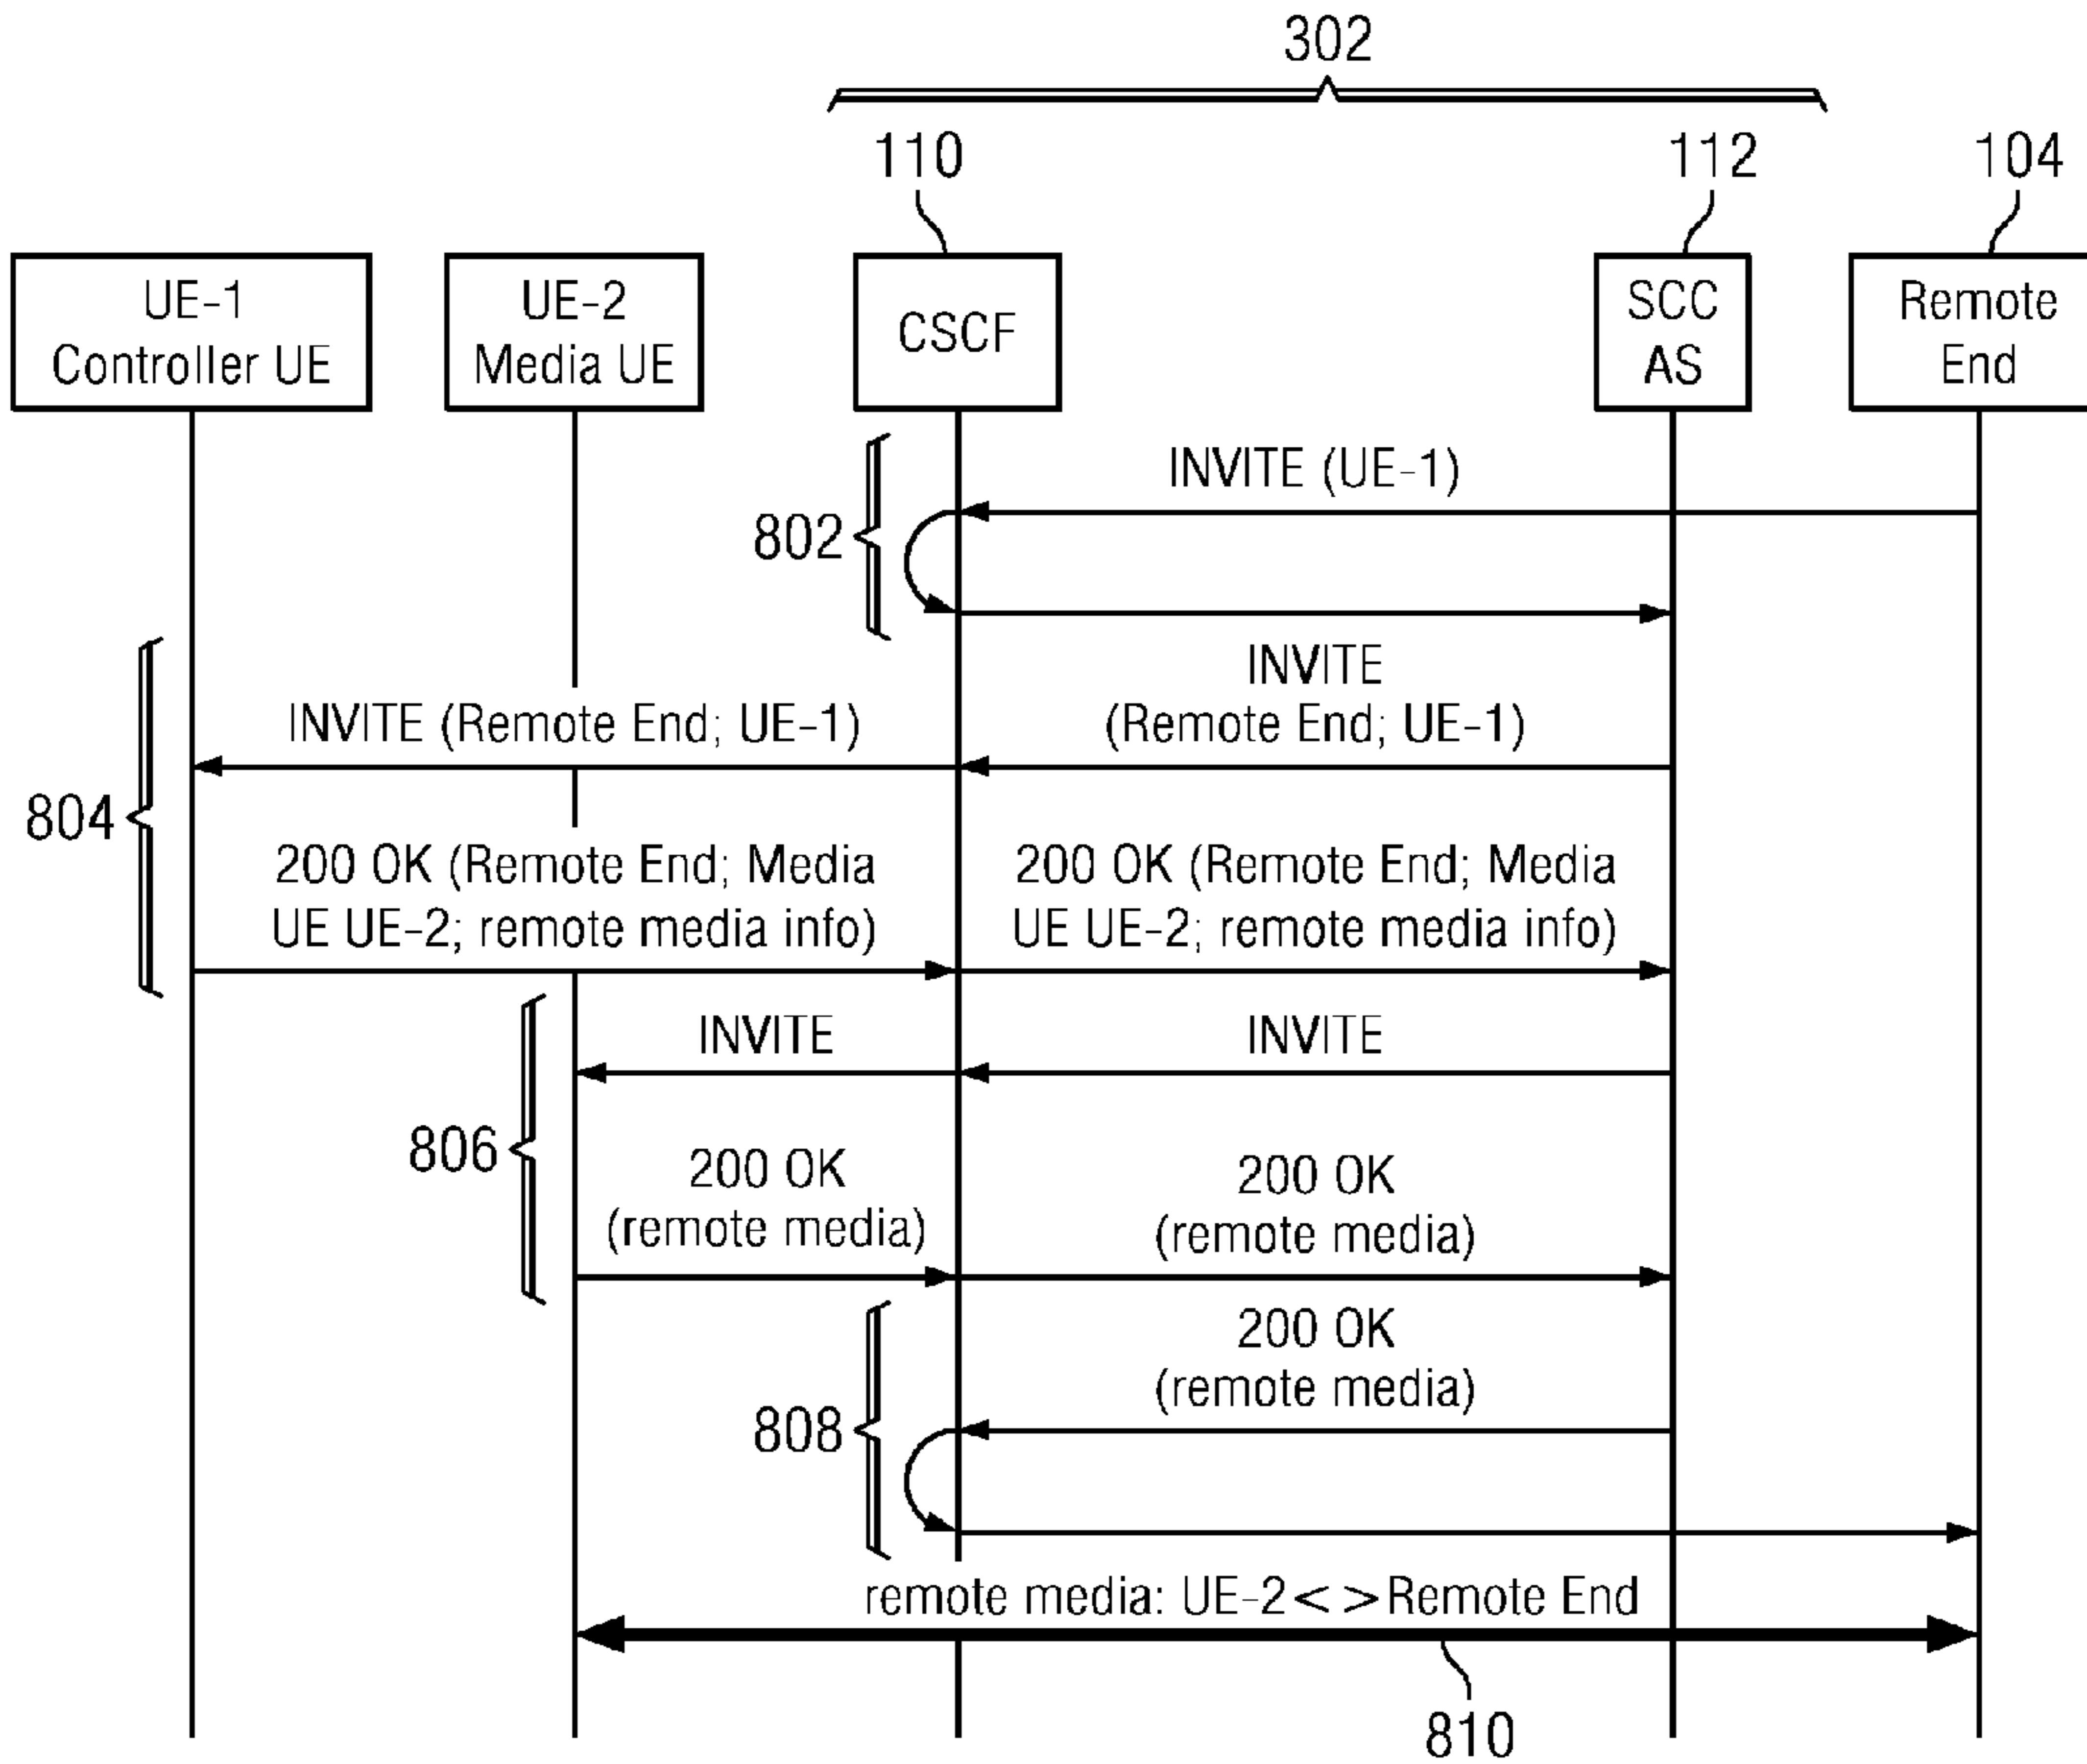 302
110
112
104
UE-1
Controller UE
UE-2
Media UE
CSCF
SCC
AS
Remote
End
INVITE (UE-1)
802
INVITE
(Remote End; UE-1)
INVITE (Remote End; UE-1)
804
200 OK (Remote End; Media
UE UE-2; remote media info)
200 OK (Remote End; Media
UE UE-2; remote media info)
INVITE
INVITE
806
200 OK
(remote media)
200 OK
(remote media)
200 OK
(remote media)
808
remote media: UE-2< >Remote End
810